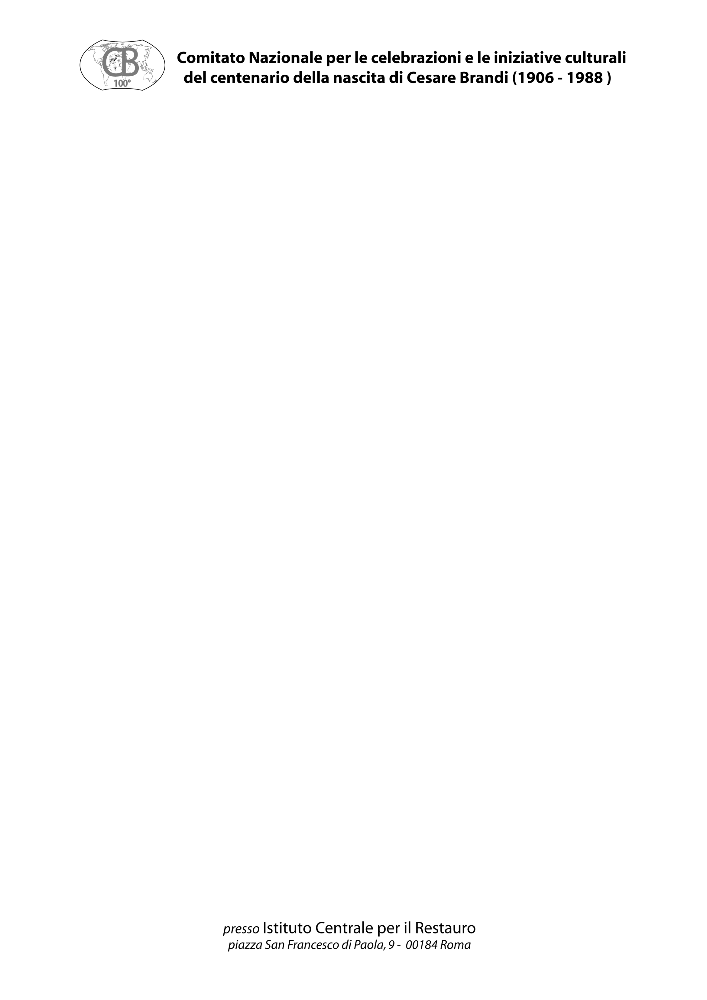 CB
100°
Comitato Nazionale per le celebrazioni e le iniziative culturali
del centenario della nascita di Cesare Brandi (1906 - 1988 )
presso Istituto Centrale per il Restauro
piazza San Francesco di Paola, 9 -  00184 Roma